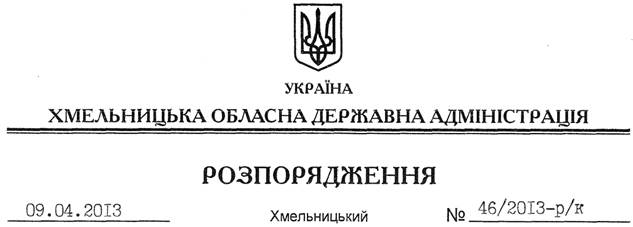 УКРАЇНА
ХМЕЛЬНИЦЬКА ОБЛАСНА ДЕРЖАВНА АДМІНІСТРАЦІЯ
РОЗПОРЯДЖЕННЯ
09.04.2013 Хмельницький № 46/2013-р/к